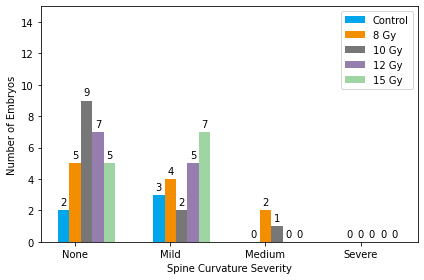 Control
8 Gy
10 Gy
12 Gy
15 Gy
14
12
10
8
6
4
2
0
Number of Embryos
2 5 9 7 5
3 4 2 5 7
0 2 1 0 0
0 0 0 0 0
None Mild Medium Severe
Spine Curvature Severity